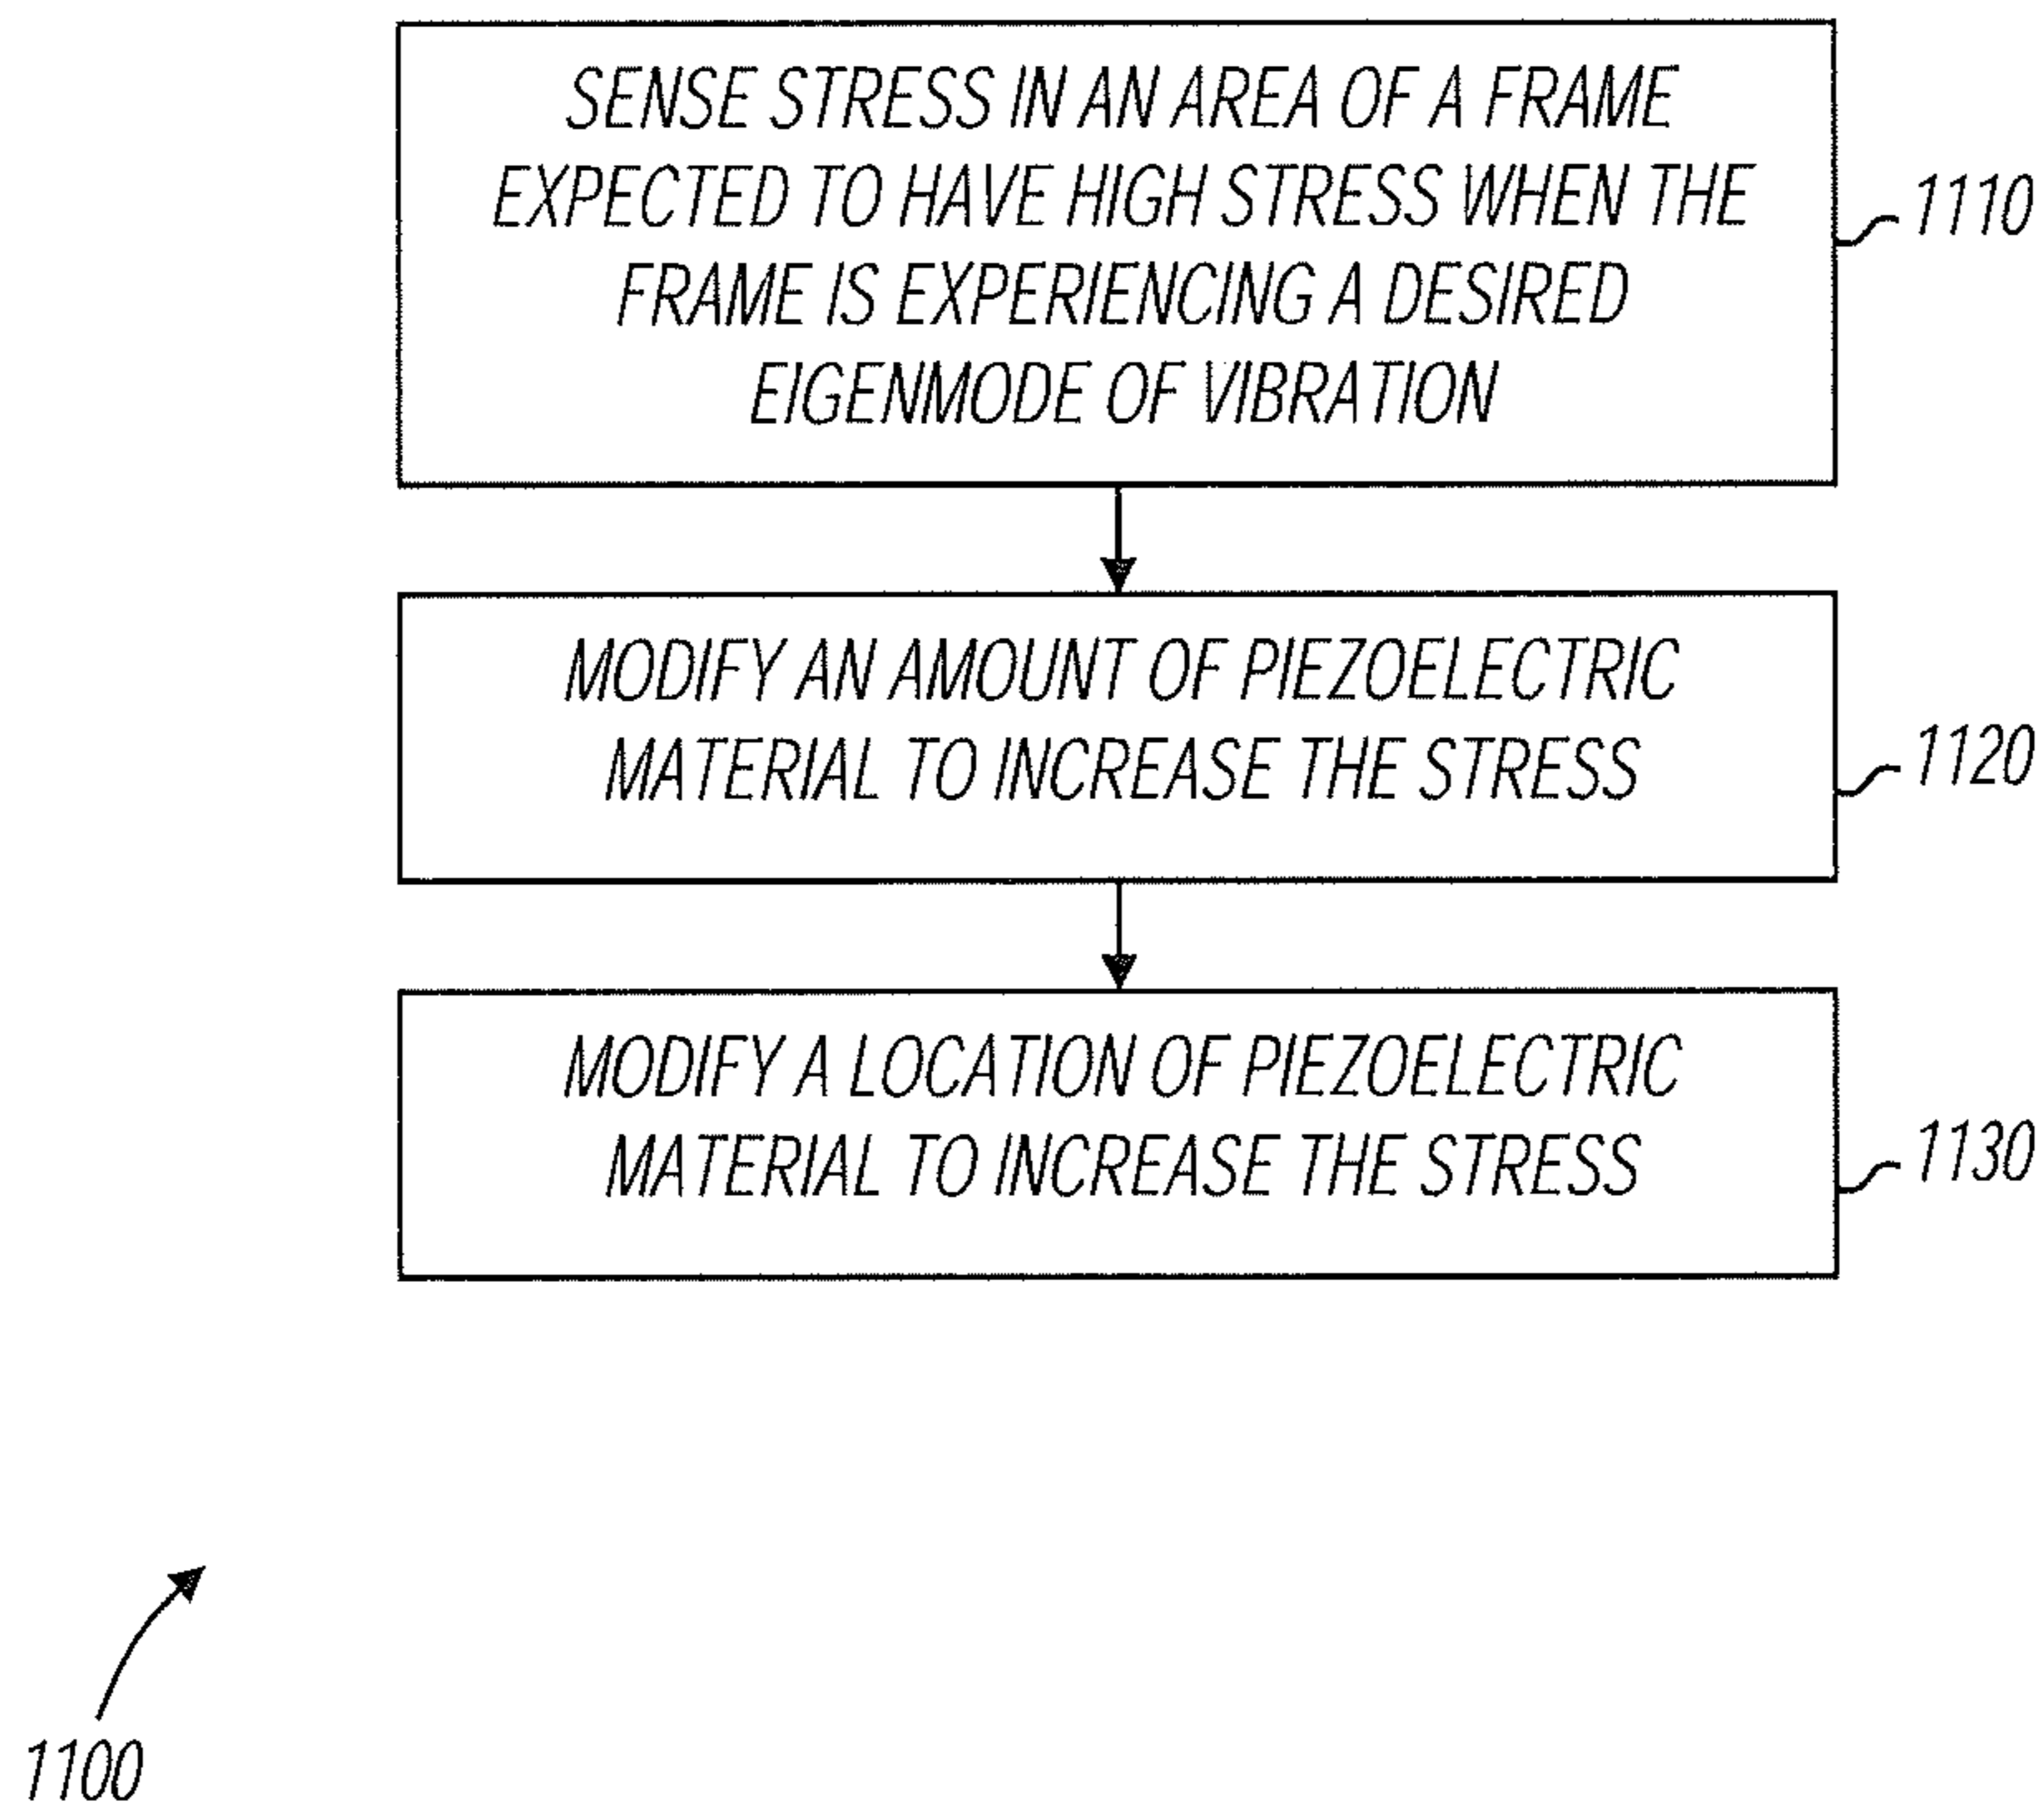 SENSE STRESS IN AN AREA OF A FRAME
EXPECTED TO HAVE HIGH STRESS WHEN THE
FRAME IS EXPERIENCING A DESIRED
EIGENMODE OF VIBRATION
1110
MODIFY AN AMOUNT OF PIEZOELECTRIC
MATERIAL TO INCREASE THE STRESS
1120
MODIFY A LOCATION OF PIEZOELECTRIC
MATERIAL TO INCREASE THE STRESS
1130
1100